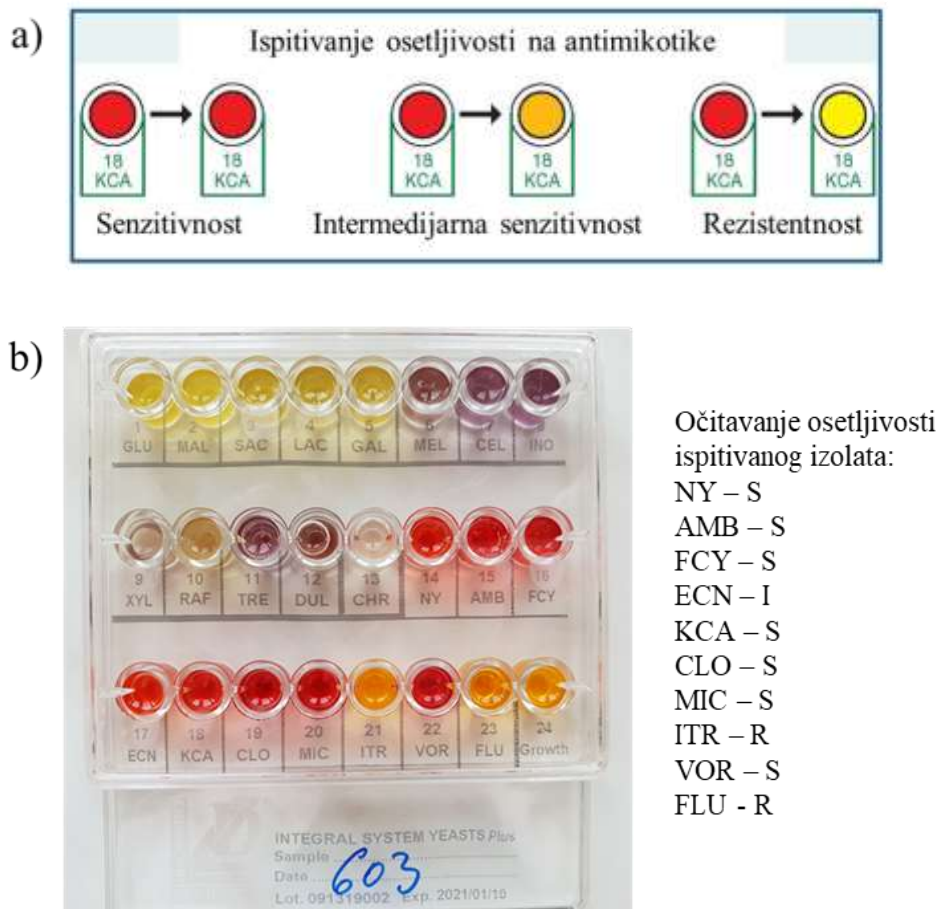 a)
Ispitivanje osetljivosti na antimikotike
18 KCA 18 KCA 18 KCA 18 KCA 18 KCA 18 KCA
Senzitivnost Intermedijarna senzitivnost Rezistentnost
b)
1 2 3 4 5 6 7
GLU MAL SAC LAC GAL MEL CEL INO
9 10 11 12 13 14 15 16
XYL RAF TRE DUL CHR NY AMB FCY
17 18 19 20 21 22 23 24
ECN KCA CLO MIC ITR VOR FLU Growth
INTEGRAL SYSTEM YEASTS Plus
Sample
Date
603
Lot. 091319002 Exp. 2021/01/10
Očitavanje osetljivosti
ispitivanog izolata:
NY – S
AMB – S
FCY – S
ECN – I
KCA – S
CLO – S
MIC – S
ITR – R
VOR – S
FLU - R